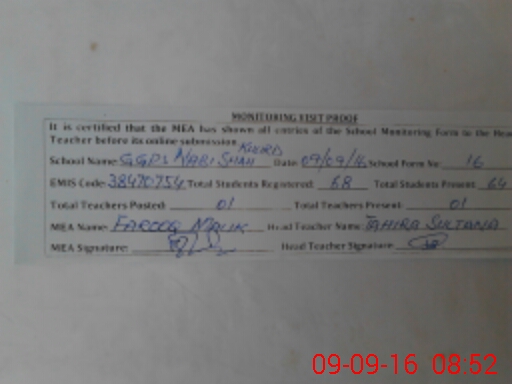 MONITORING VISIT PROOF
It is certified that the MEA has shown all entries of the School Monitoring Form to the Head
Teacher before its online submission
KHURD
School Name: GGPS NABI SHAH Date: 09/09/ School Form No: 16
EMIS Code: 38470754 Total Students Registered: 68 Total Students Present: 64
Total Teachers Posted: 01 Total Teachers Present: 01
MEA Name: FAROOQ MALIK Head Teacher Name: TAHIRA SULTANA
MEA Signature: Head Teacher Signature:
09-09-16 08:52